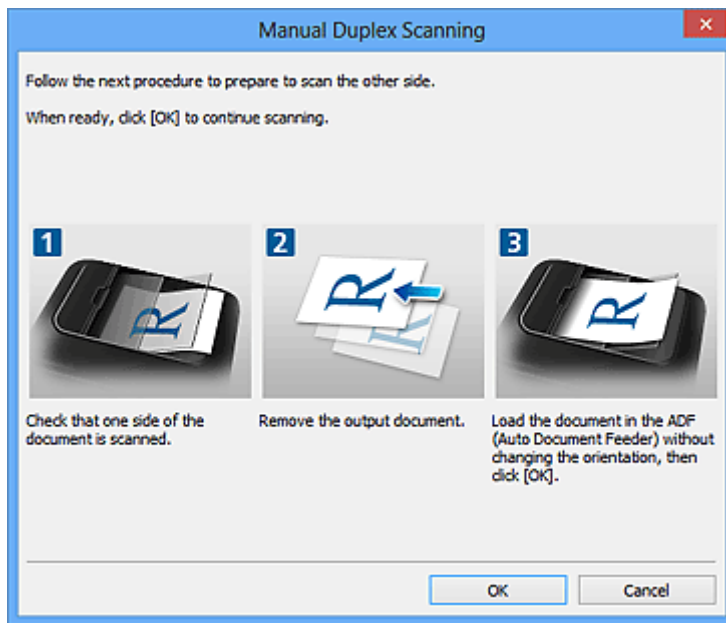 Manual Duplex Scanning
Follow the next procedure to prepare to scan the other side.
When ready, click [OK] to continue scanning.
1
R
2
R
R
3
R
Check that one side of the
document is scanned.
Remove the output document.
Load the document in the ADF
(Auto Document Feeder) without
changing the orientation, then
click [OK].
OK
Cancel